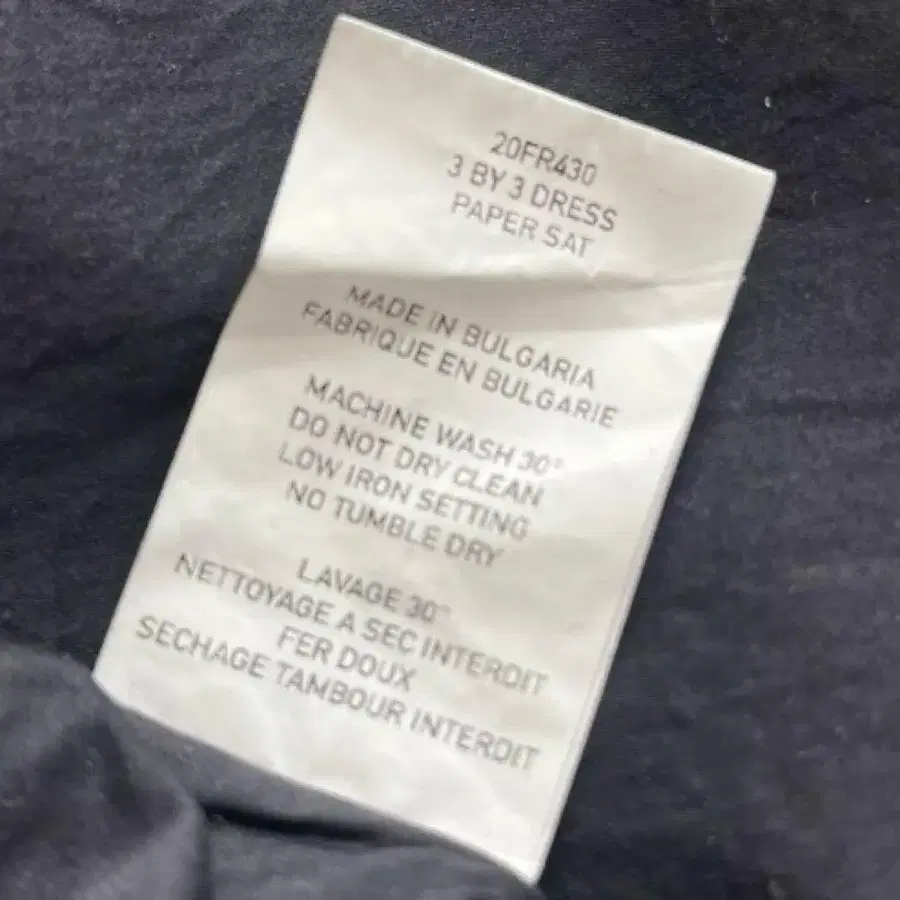 20FR430
3 BY 3 DRESS
PAPER SAT
MADE IN BULGARIA
FABRIQUE EN BULGARIE
MACHINE WASH 30°
DO NOT DRY CLEAN
LOW IRON SETTING
NO TUMBLE DRY
LAVAGE 30°
NETTOYAGE A SEC INTERDIT
FER DOUX
SECHAGE TAMBOUR INTERDIT